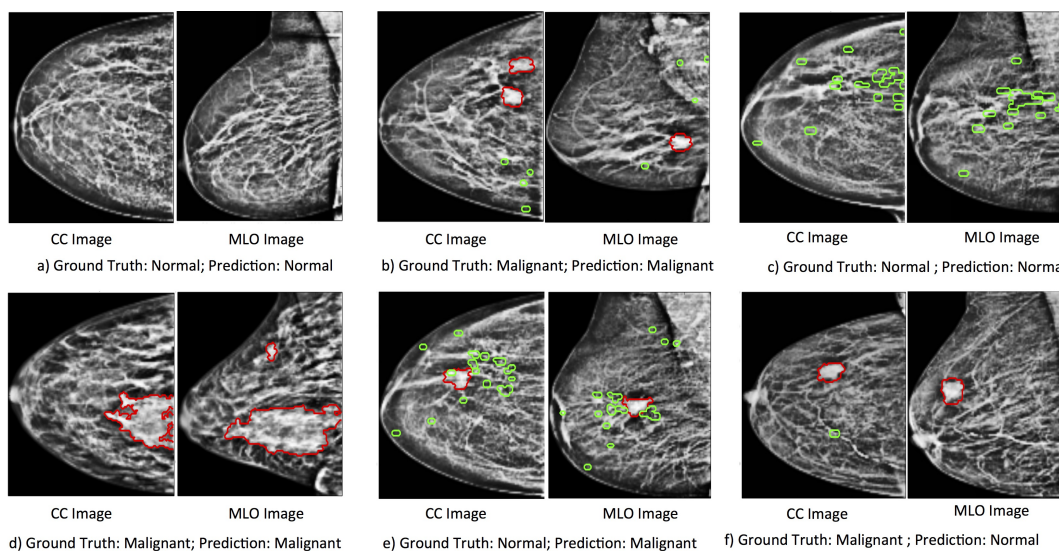 CC Image MLO Image CC Image MLO Image CC Image MLO Image
a) Ground Truth: Normal; Prediction: Normal b) Ground Truth: Malignant; Prediction: Malignant c) Ground Truth: Normal ; Prediction: Norma
CC Image MLO Image CC Image MLO Image CC Image MLO Image
d) Ground Truth: Malignant; Prediction: Malignant e) Ground Truth: Normal; Prediction: Malignant f) Ground Truth: Malignant ; Prediction: Normal